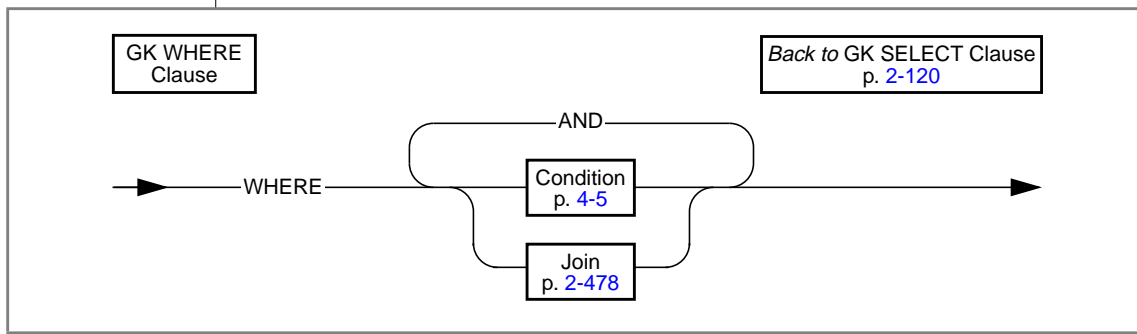 GK WHERE
Clause
Back to GK SELECT Clause
p. 2-120
AND
WHERE
Condition
p. 4-5
Join
p. 2-478